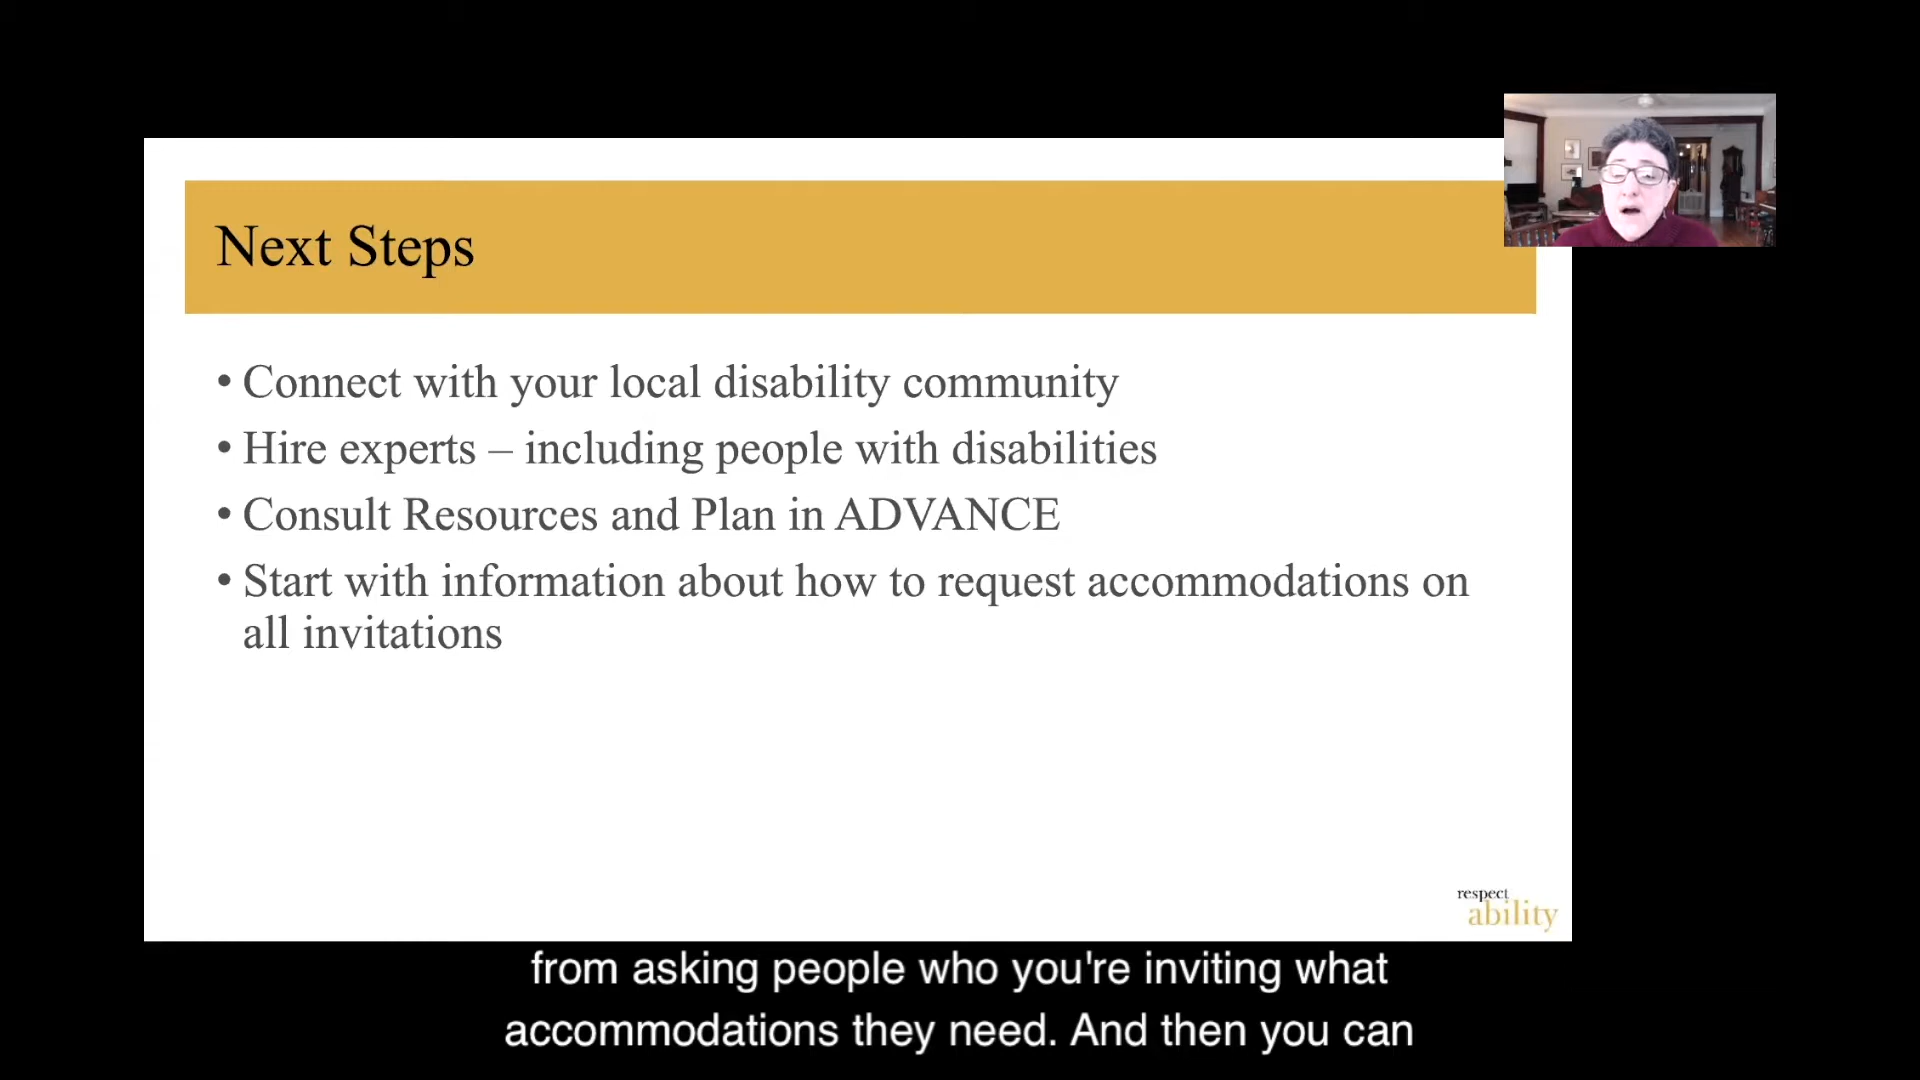 Next Steps
• Connect with your local disability community
• Hire experts – including people with disabilities
• Consult Resources and Plan in ADVANCE
• Start with information about how to request accommodations on
all invitations
respect
ability
from asking people who you're inviting what
accommodations they need. And then you can